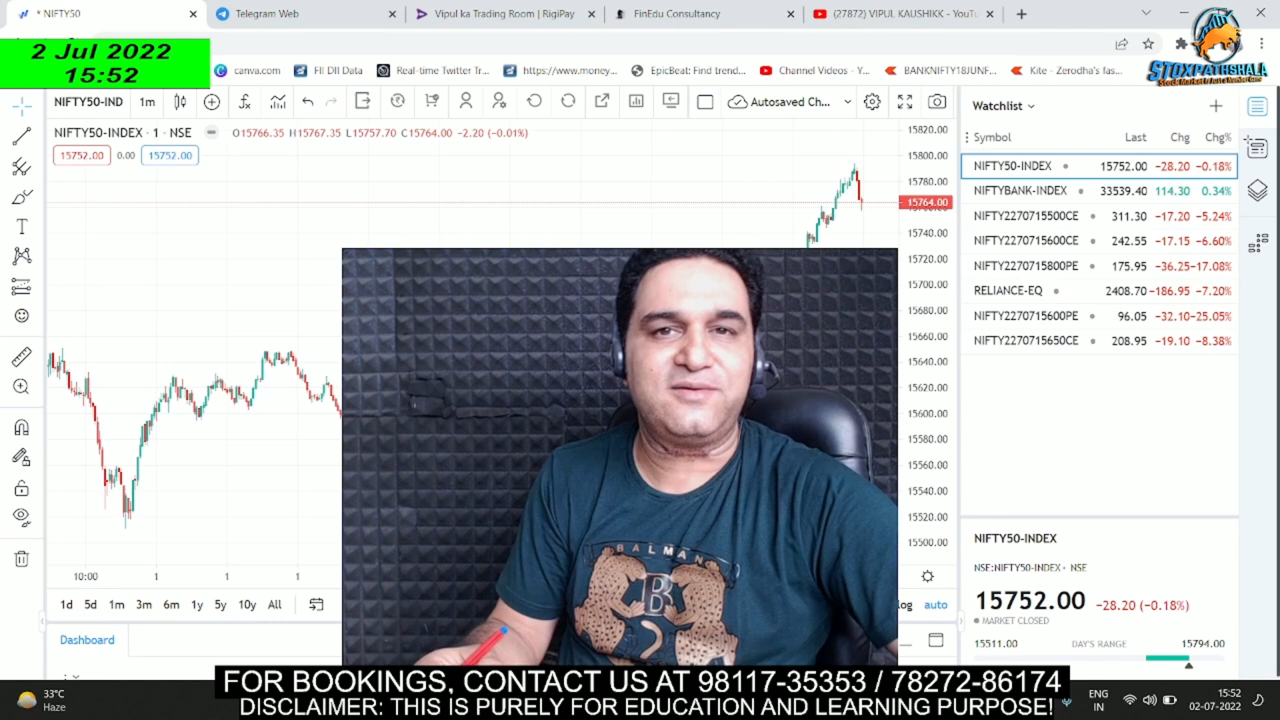 * NIFTY50
Telegram Web
Vipul ka Trading Room | RigiPay
FinEdu Consultancy
(27872) VIPUL KAUSHIKK - YouTu
2 Jul 2022
15:52
STOXPATHSHALA
canva.com
FII DII Data
Real-time Twitter Tr...
https://www.money...
EpicBeat: Find trend...
Channel Videos - Y...
BANKNIFTY18JUNF...
Kite - Zerodha's fas...
NIFTY50-IND
1m
Autosaved Ch...
Watchlist
NIFTY50-INDEX · 1 · NSE
O15766.35 H15767.35 L15757.70 C15764.00 −2.20 (−0.01%)
15752.00 0.00 15752.00
Symbol Last Chg Chg%
NIFTY50-INDEX 15752.00 −28.20 −0.18%
NIFTYBANK-INDEX 33539.40 114.30 0.34%
NIFTY2270715500CE 311.30 −17.20 −5.24%
NIFTY2270715600CE 242.55 −17.15 −6.60%
NIFTY2270715800PE 175.95 −36.25 −17.08%
RELIANCE-EQ 2408.70 −186.95 −7.20%
NIFTY2270715600PE 96.05 −32.10 −25.05%
NIFTY2270715650CE 208.95 −19.10 −8.38%
15820.00
15800.00
15780.00
15764.00
15740.00
15720.00
15700.00
15680.00
15660.00
15640.00
15620.00
15600.00
15580.00
15560.00
15540.00
15520.00
15500.00
BALMAN
B
10:00 1 1 1
1d 5d 1m 3m 6m 1y 5y 10y All
log auto
Dashboard
NIFTY50-INDEX
NSE:NIFTY50-INDEX • NSE
15752.00 −28.20 (−0.18%)
MARKET CLOSED
15511.00 DAY'S RANGE 15794.00
FOR BOOKINGS, CONTACT US AT 98117-35353 / 78272-86174
DISCLAIMER: THIS IS PURELY FOR EDUCATION AND LEARNING PURPOSE!
33°C
Haze
ENG
IN
15:52
02-07-2022